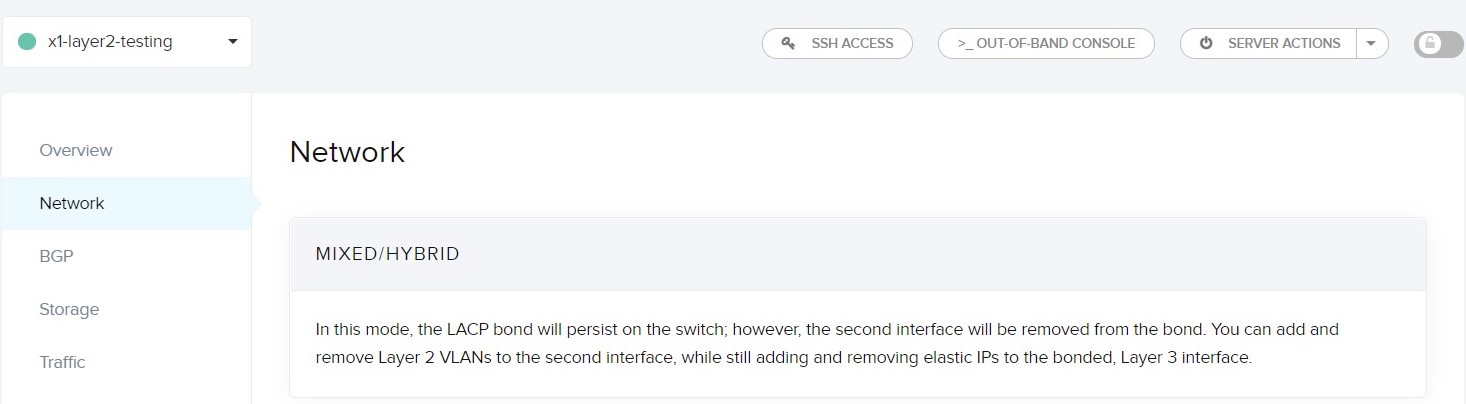 x1-layer2-testing
SSH ACCESS
>_ OUT-OF-BAND CONSOLE
SERVER ACTIONS
Overview
Network
BGP
Storage
Traffic
Network
MIXED/HYBRID
In this mode, the LACP bond will persist on the switch; however, the second interface will be removed from the bond. You can add and
remove Layer 2 VLANs to the second interface, while still adding and removing elastic IPs to the bonded, Layer 3 interface.